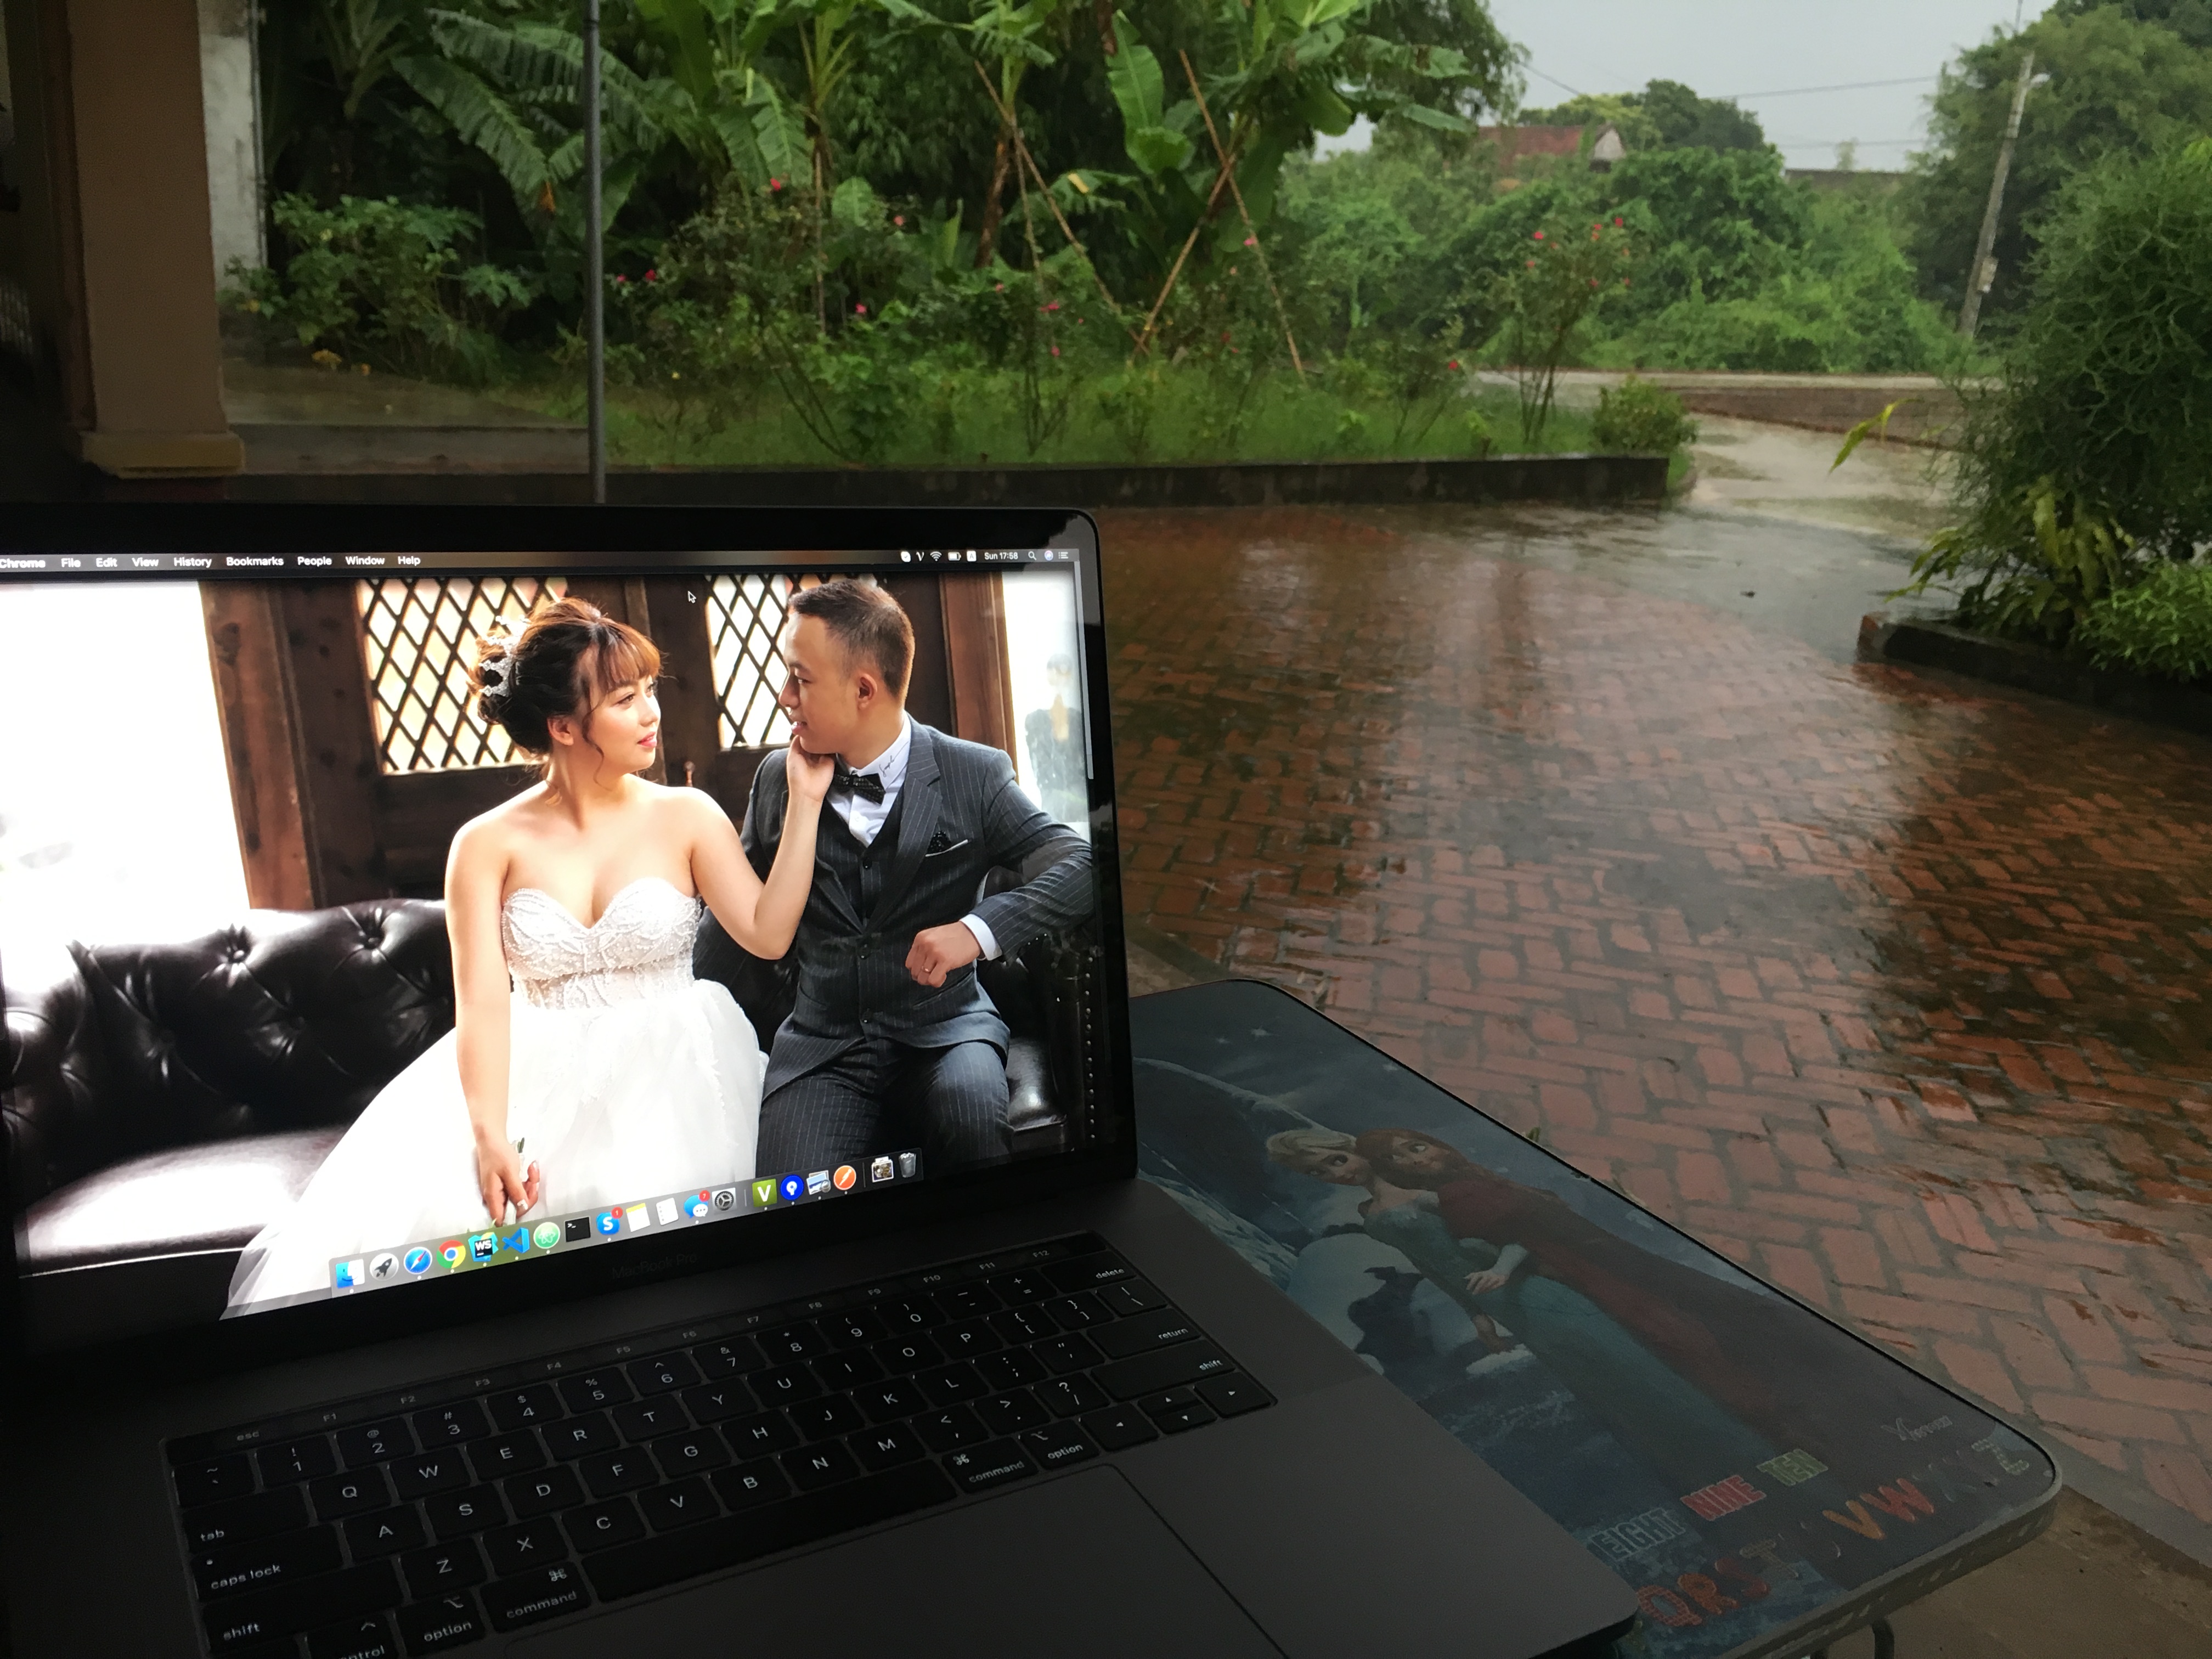 Chrome File Edit View History Bookmarks People Window Help Sun 17:58
WS
S
V
MacBook Pro
esc F1 F2 F3 F4 F5 F6 F7 F8 F9 F10 F11 F12
~ ` ! 1 @ 2 # 3 $ 4 % 5 ^ 6 & 7 * 8 ( 9 ) 0 _ - + = delete
tab Q W E R T Y U I O P { [ } ] | \
caps lock A S D F G H J K L : ; " ' return
shift Z X C V B N M < , > . ? / shift
control option command command option
EIGHT NINE TEN
QRST VWX Z